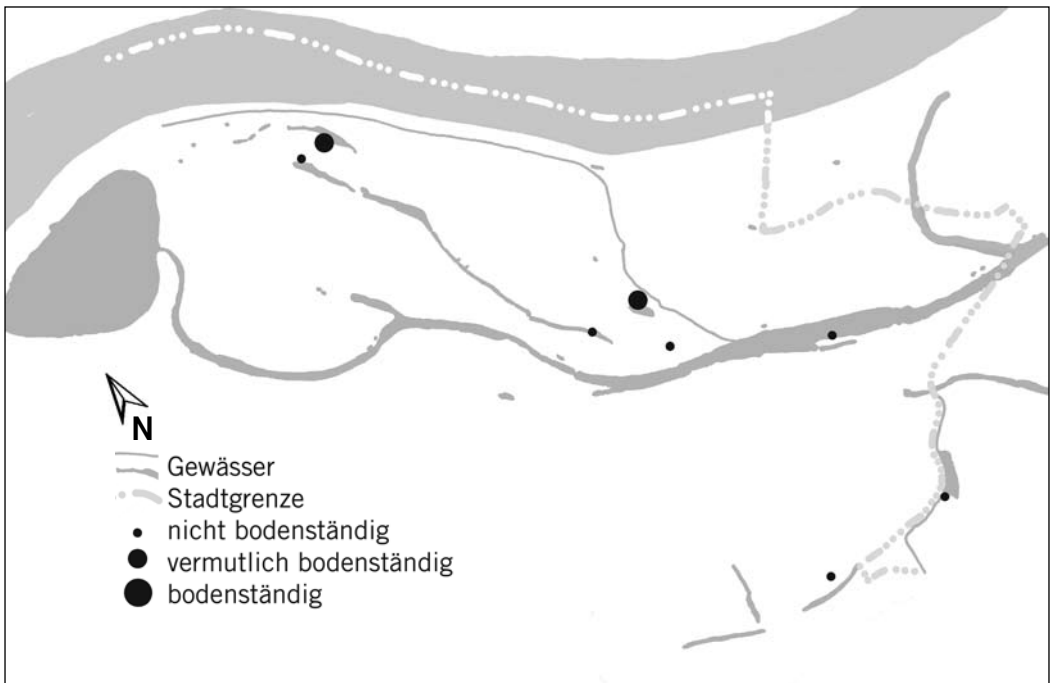 N
Gewässer
Stadtgrenze
nicht bodenständig
vermutlich bodenständig
bodenständig